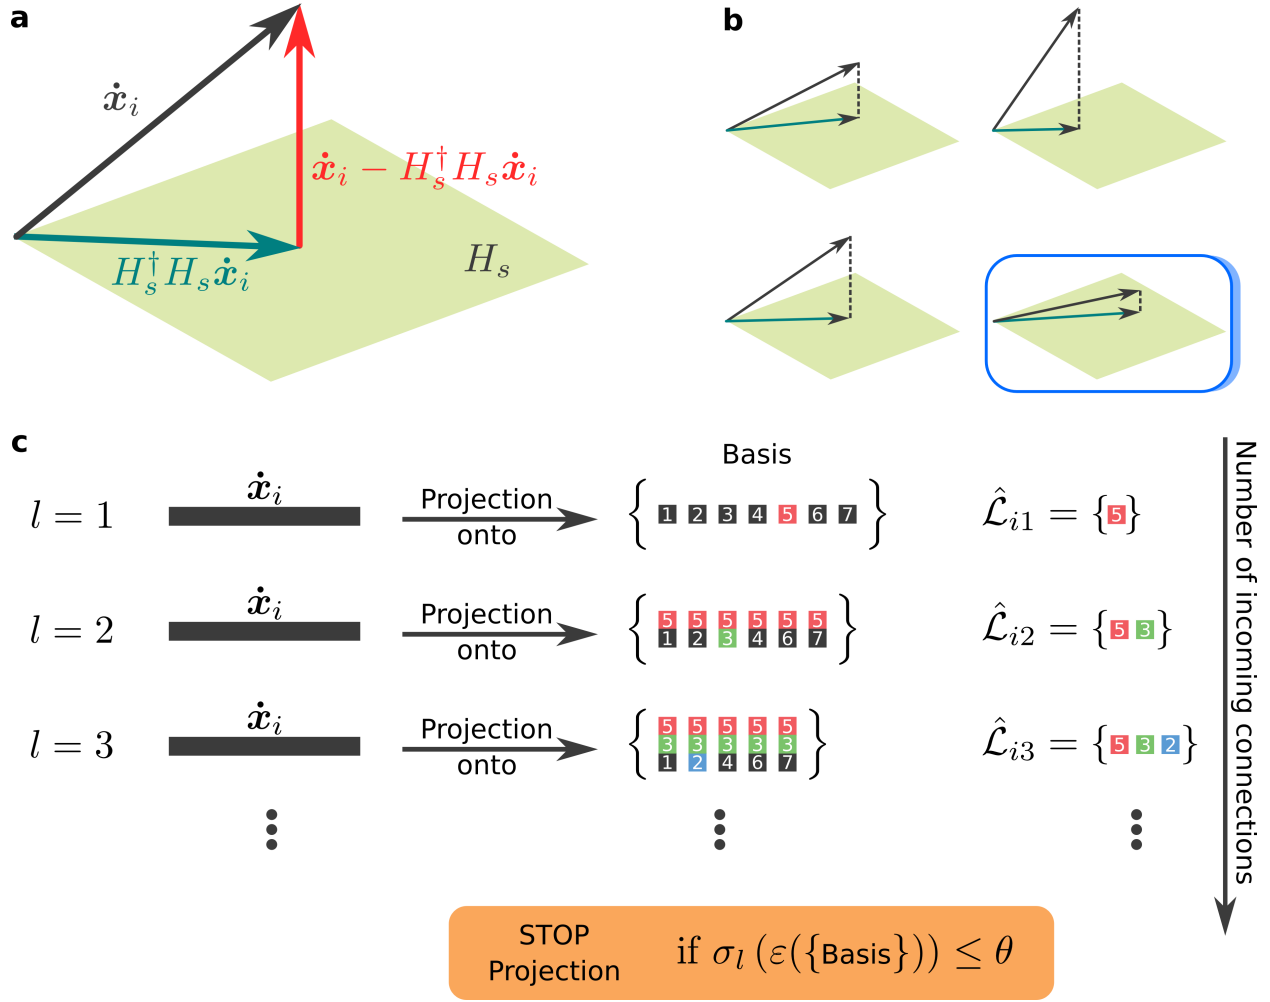 a
ẋ_i
ẋ_i − H_s^† H_s ẋ_i
H_s^† H_s ẋ_i
H_s
b
c
Basis
l = 1
ẋ_i
Projection
onto
{ 1 2 3 4 5 6 7 }
ℒ̂_{i1} = {5}
l = 2
ẋ_i
Projection
onto
5 5 5 5 5 5
{ 1 2 3 4 6 7 }
ℒ̂_{i2} = {5 3}
l = 3
ẋ_i
Projection
onto
5 5 5 5 5
3 3 3 3 3
{ 1 2 4 6 7 }
ℒ̂_{i3} = {5 3 2}
Number of incoming connections
STOP
Projection
if σ_l (ε({Basis})) ≤ θ